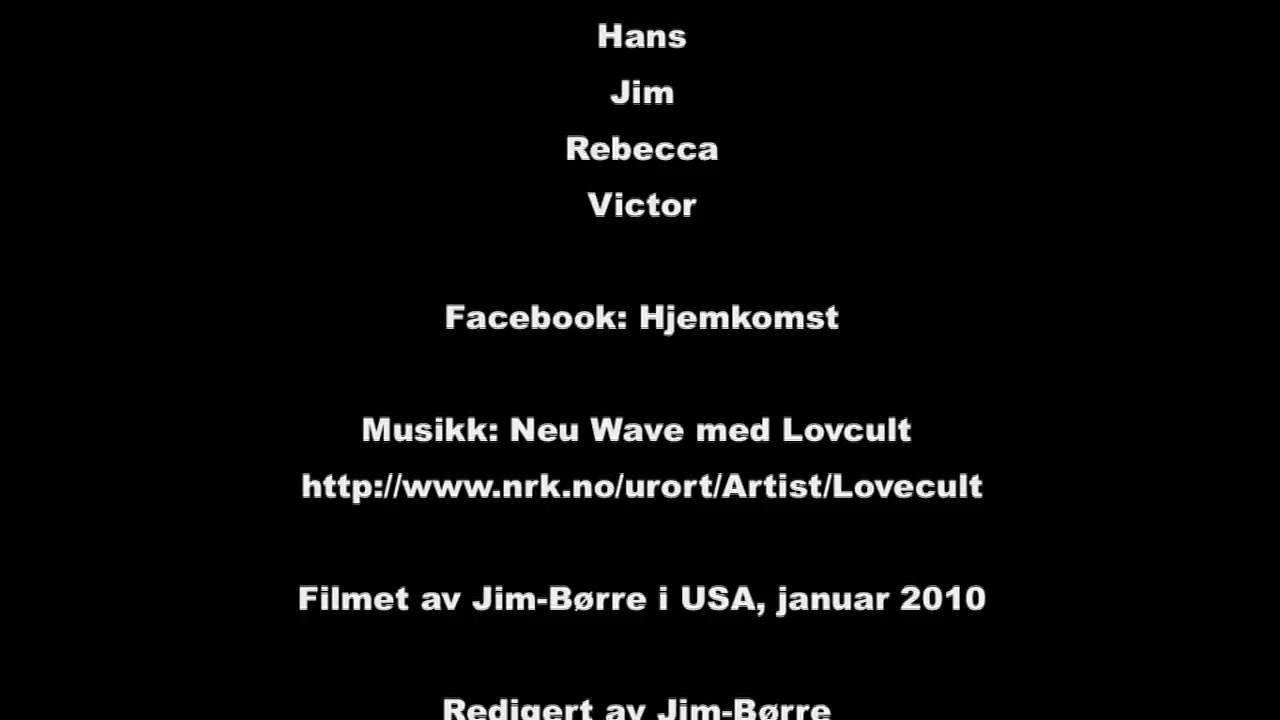 Hans
Jim
Rebecca
Victor
Facebook: Hjemkomst
Musikk: Neu Wave med Lovcult
http://www.nrk.no/urort/Artist/Lovecult
Filmet av Jim-Børre i USA, januar 2010
Redigert av Jim-Børre